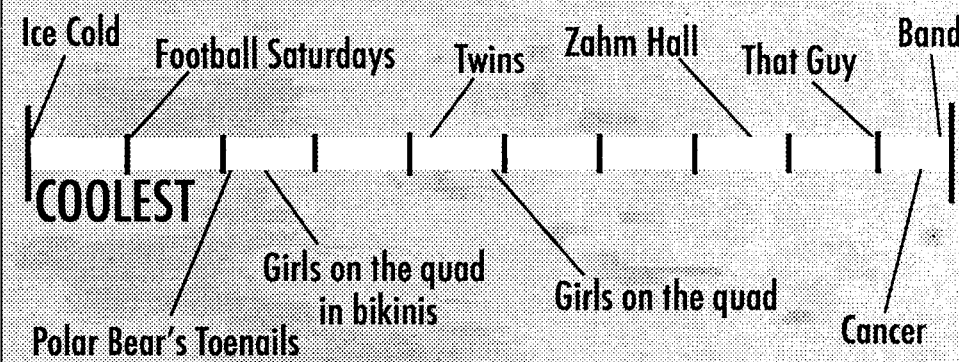 Ice Cold
Football Saturdays
Twins
Zahm Hall
That Guy
Band
COOLEST
Polar Bear's Toenails
Girls on the quad
in bikinis
Girls on the quad
Cancer